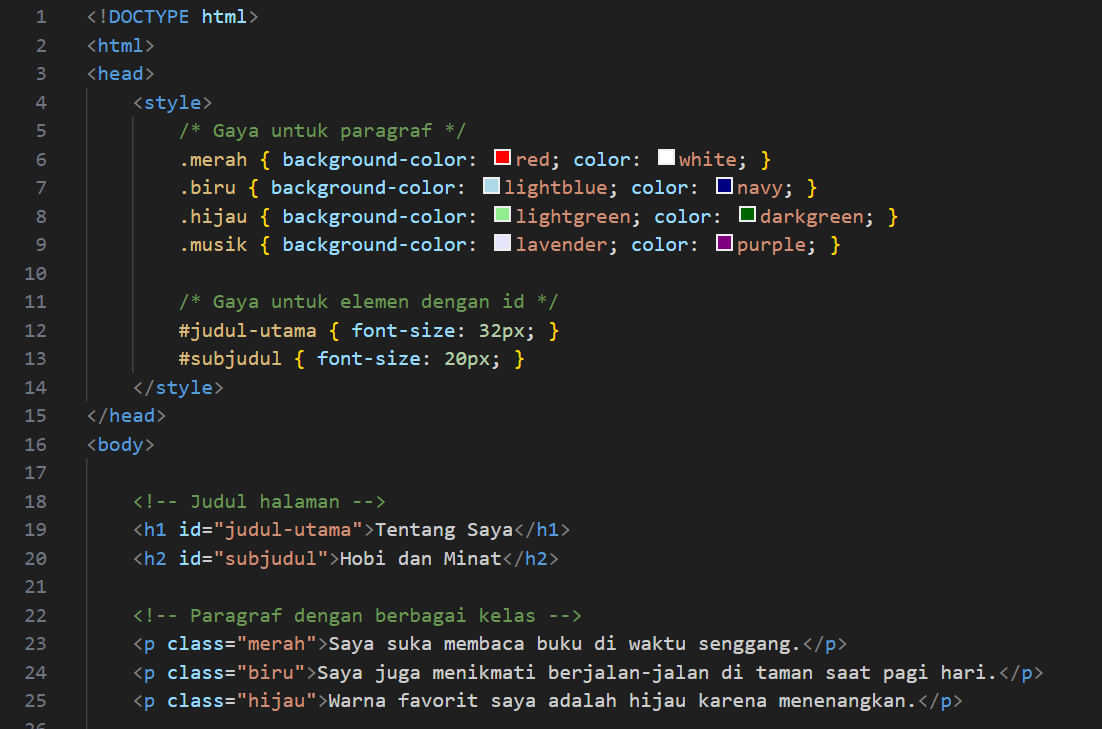 1 <!DOCTYPE html>
2 <html>
3 <head>
4     <style>
5         /* Gaya untuk paragraf */
6         .merah { background-color: red; color: white; }
7         .biru { background-color: lightblue; color: navy; }
8         .hijau { background-color: lightgreen; color: darkgreen; }
9         .musik { background-color: lavender; color: purple; }
10
11         /* Gaya untuk elemen dengan id */
12         #judul-utama { font-size: 32px; }
13         #subjudul { font-size: 20px; }
14     </style>
15 </head>
16 <body>
17
18     <!-- Judul halaman -->
19     <h1 id="judul-utama">Tentang Saya</h1>
20     <h2 id="subjudul">Hobi dan Minat</h2>
21
22     <!-- Paragraf dengan berbagai kelas -->
23     <p class="merah">Saya suka membaca buku di waktu senggang.</p>
24     <p class="biru">Saya juga menikmati berjalan-jalan di taman saat pagi hari.</p>
25     <p class="hijau">Warna favorit saya adalah hijau karena menenangkan.</p>